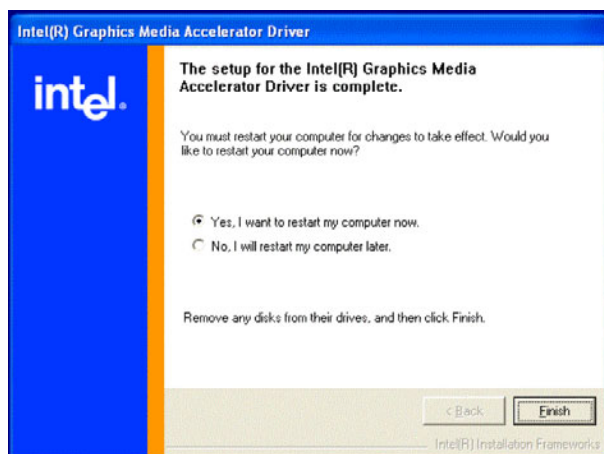 Intel(R) Graphics Media Accelerator Driver
intel.
The setup for the Intel(R) Graphics Media
Accelerator Driver is complete.
You must restart your computer for changes to take effect. Would you
like to restart your computer now?
Yes, I want to restart my computer now.
No, I will restart my computer later.
Remove any disks from their drives, and then click Finish.
< Back
Finish
Intel(R) Installation Frameworks